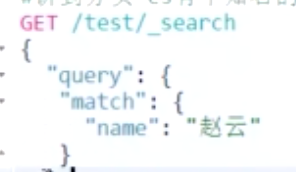 GET /test/_search
{
"query": {
"match": {
"name": "赵云"
}